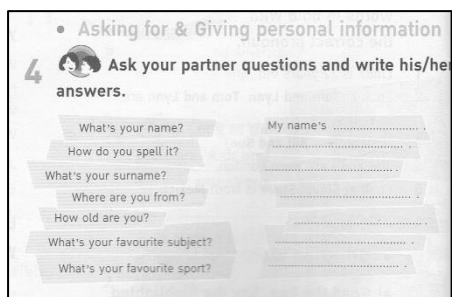 • Asking for & Giving personal information
4 Ask your partner questions and write his/her
answers.
What's your name? My name's ............................ .
How do you spell it? ............................................ .
What's your surname? ............................................ .
Where are you from? ............................................ .
How old are you? ............................................ .
What's your favourite subject? ............................................ .
What's your favourite sport? ............................................ .